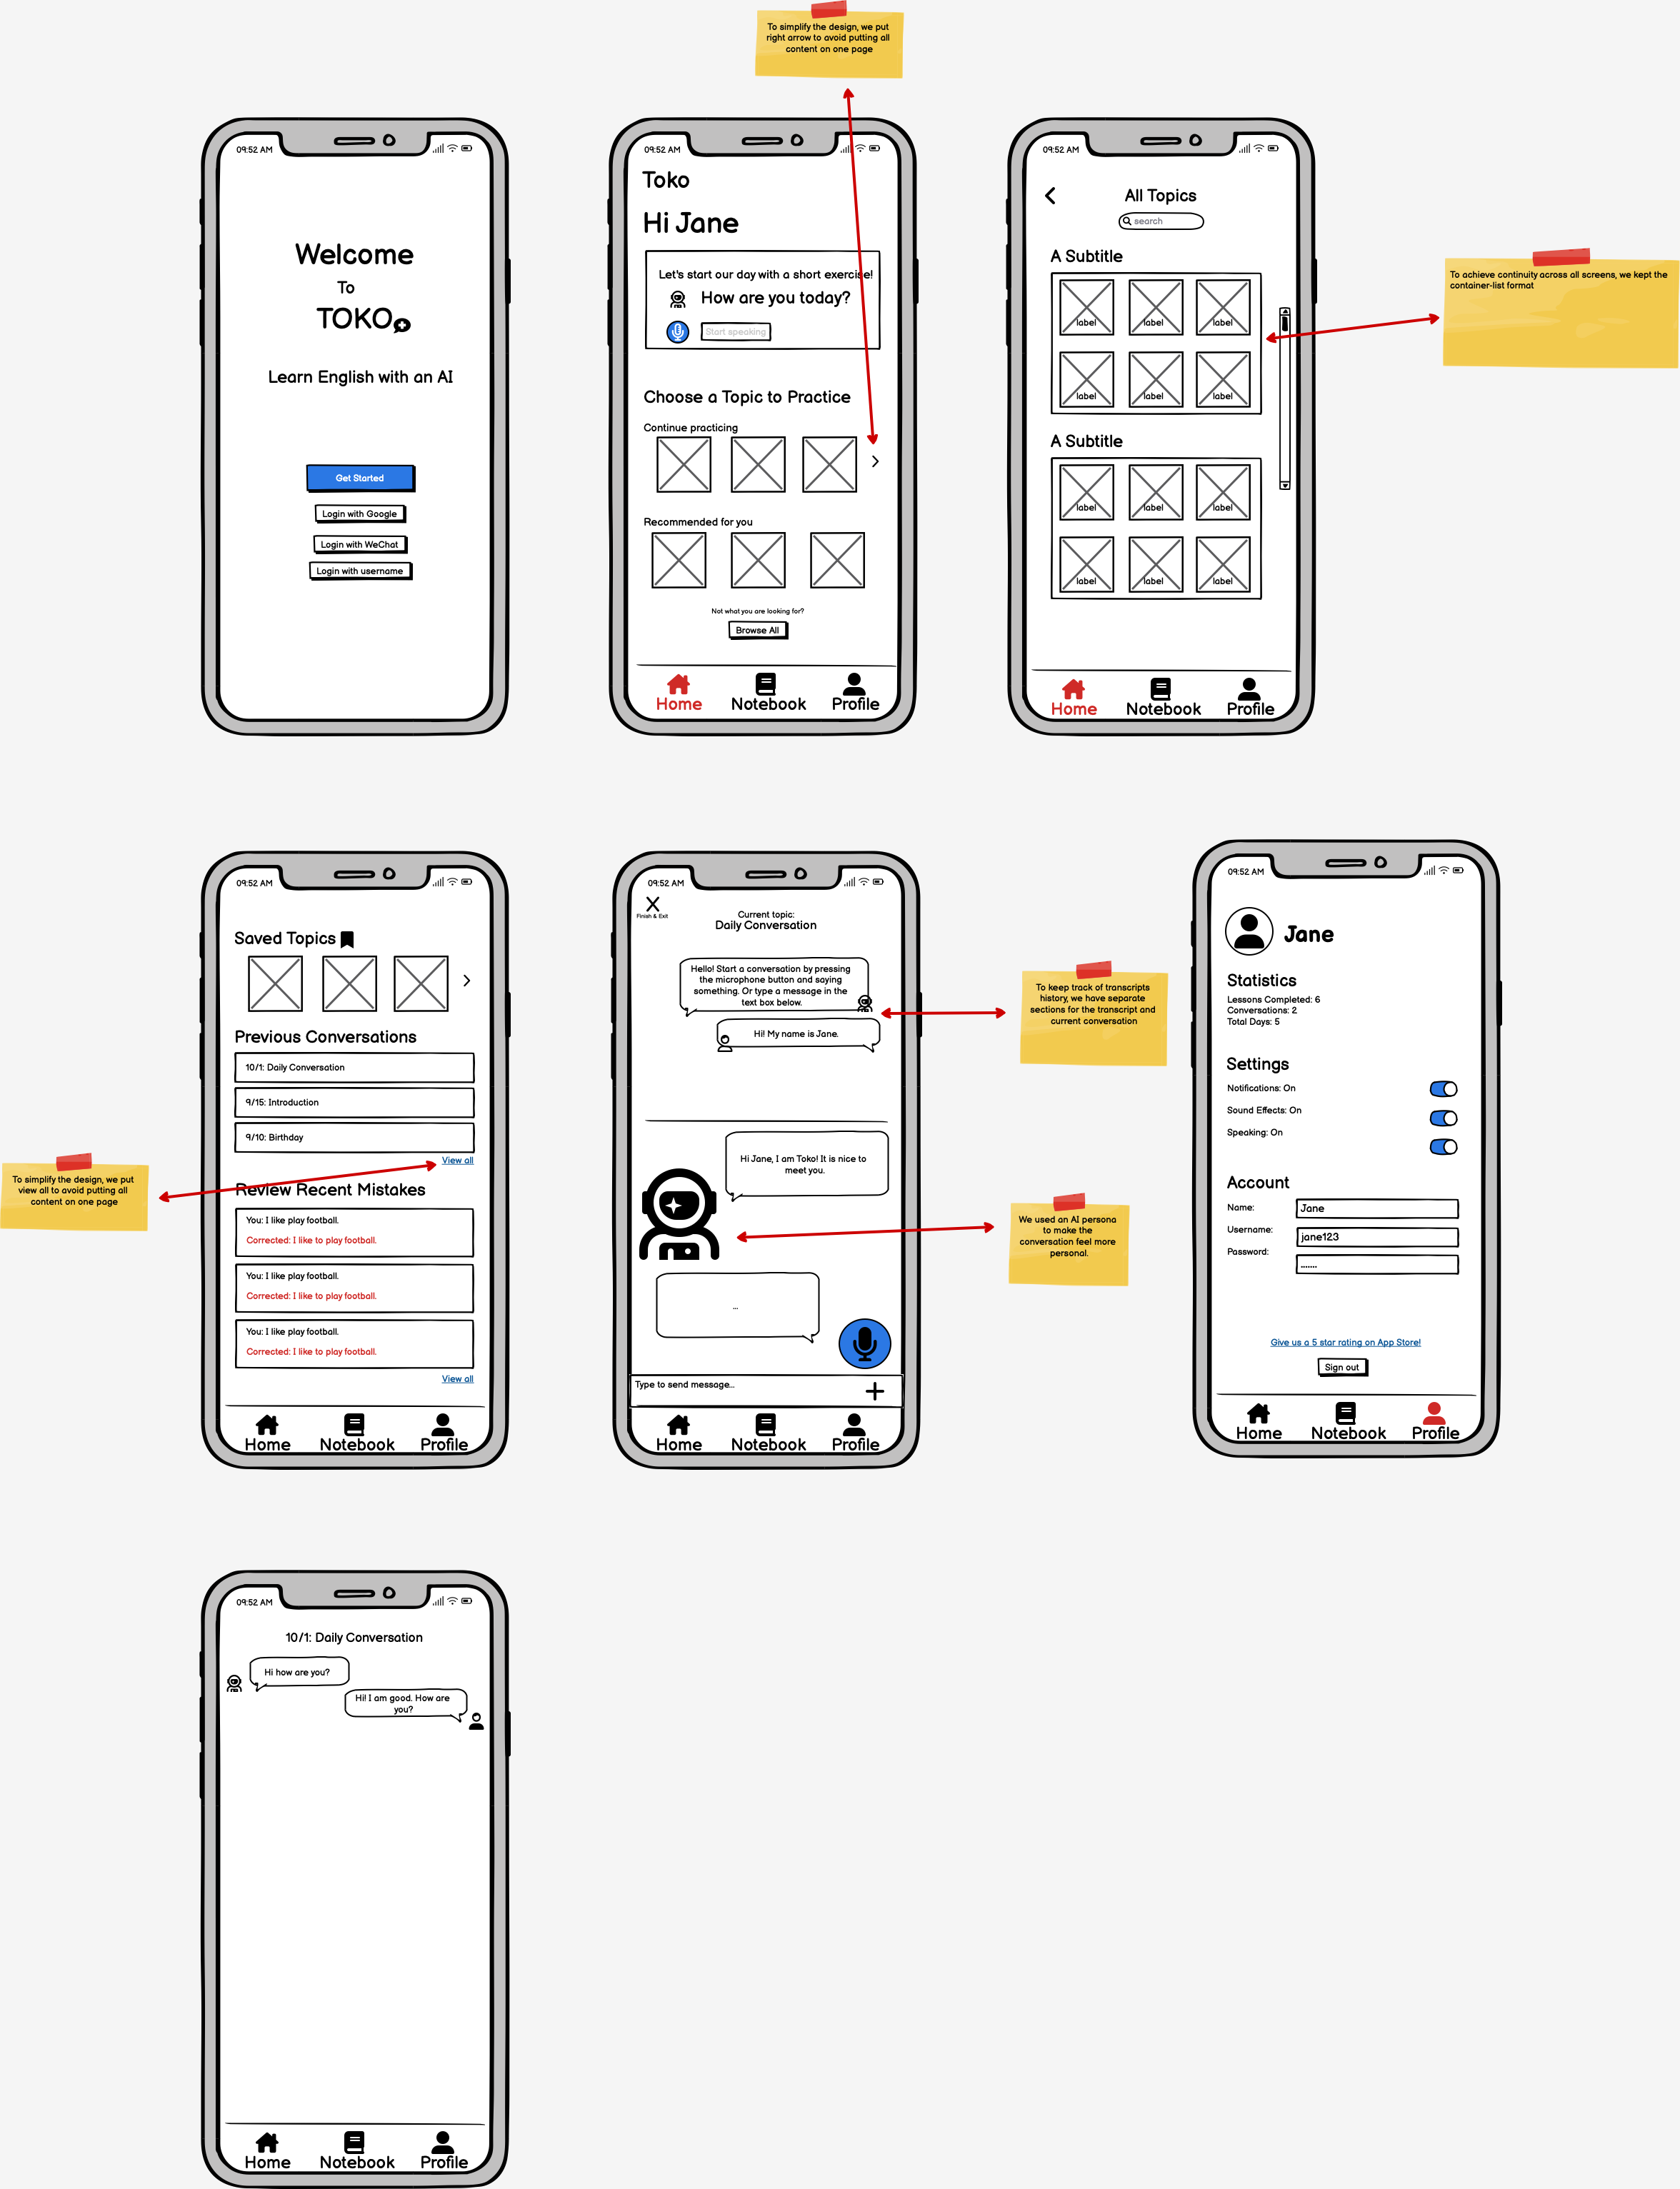 To simplify the design, we put
right arrow to avoid putting all
content on one page
09:52 AM
Welcome
To
TOKO
Learn English with an AI
Get Started
Login with Google
Login with WeChat
Login with username
09:52 AM
Toko
Hi Jane
Let's start our day with a short exercise!
How are you today?
Start speaking
Choose a Topic to Practice
Continue practicing
Recommended for you
Not what you are looking for?
Browse All
Home Notebook Profile
09:52 AM
All Topics
search
A Subtitle
label label label
label label label
A Subtitle
label label label
label label label
Home Notebook Profile
To achieve continuity across all screens, we kept the
container-list format
09:52 AM
Saved Topics
Previous Conversations
10/1: Daily Conversation
9/15: Introduction
9/10: Birthday
View all
Review Recent Mistakes
You: I like play football.
Corrected: I like to play football.
You: I like play football.
Corrected: I like to play football.
You: I like play football.
Corrected: I like to play football.
View all
Home Notebook Profile
To simplify the design, we put
view all to avoid putting all
content on one page
09:52 AM
X
Finish & Exit
Current topic:
Daily Conversation
Hello! Start a conversation by pressing
the microphone button and saying
something. Or type a message in the
text box below.
Hi! My name is Jane.
Hi Jane, I am Toko! It is nice to
meet you.
...
Type to send message...
Home Notebook Profile
To keep track of transcripts
history, we have separate
sections for the transcript and
current conversation
We used an AI persona
to make the
conversation feel more
personal.
09:52 AM
Jane
Statistics
Lessons Completed: 6
Conversations: 2
Total Days: 5
Settings
Notifications: On
Sound Effects: On
Speaking: On
Account
Name: Jane
Username: jane123
Password: .......
Give us a 5 star rating on App Store!
Sign out
Home Notebook Profile
09:52 AM
10/1: Daily Conversation
Hi how are you?
Hi! I am good. How are
you?
Home Notebook Profile